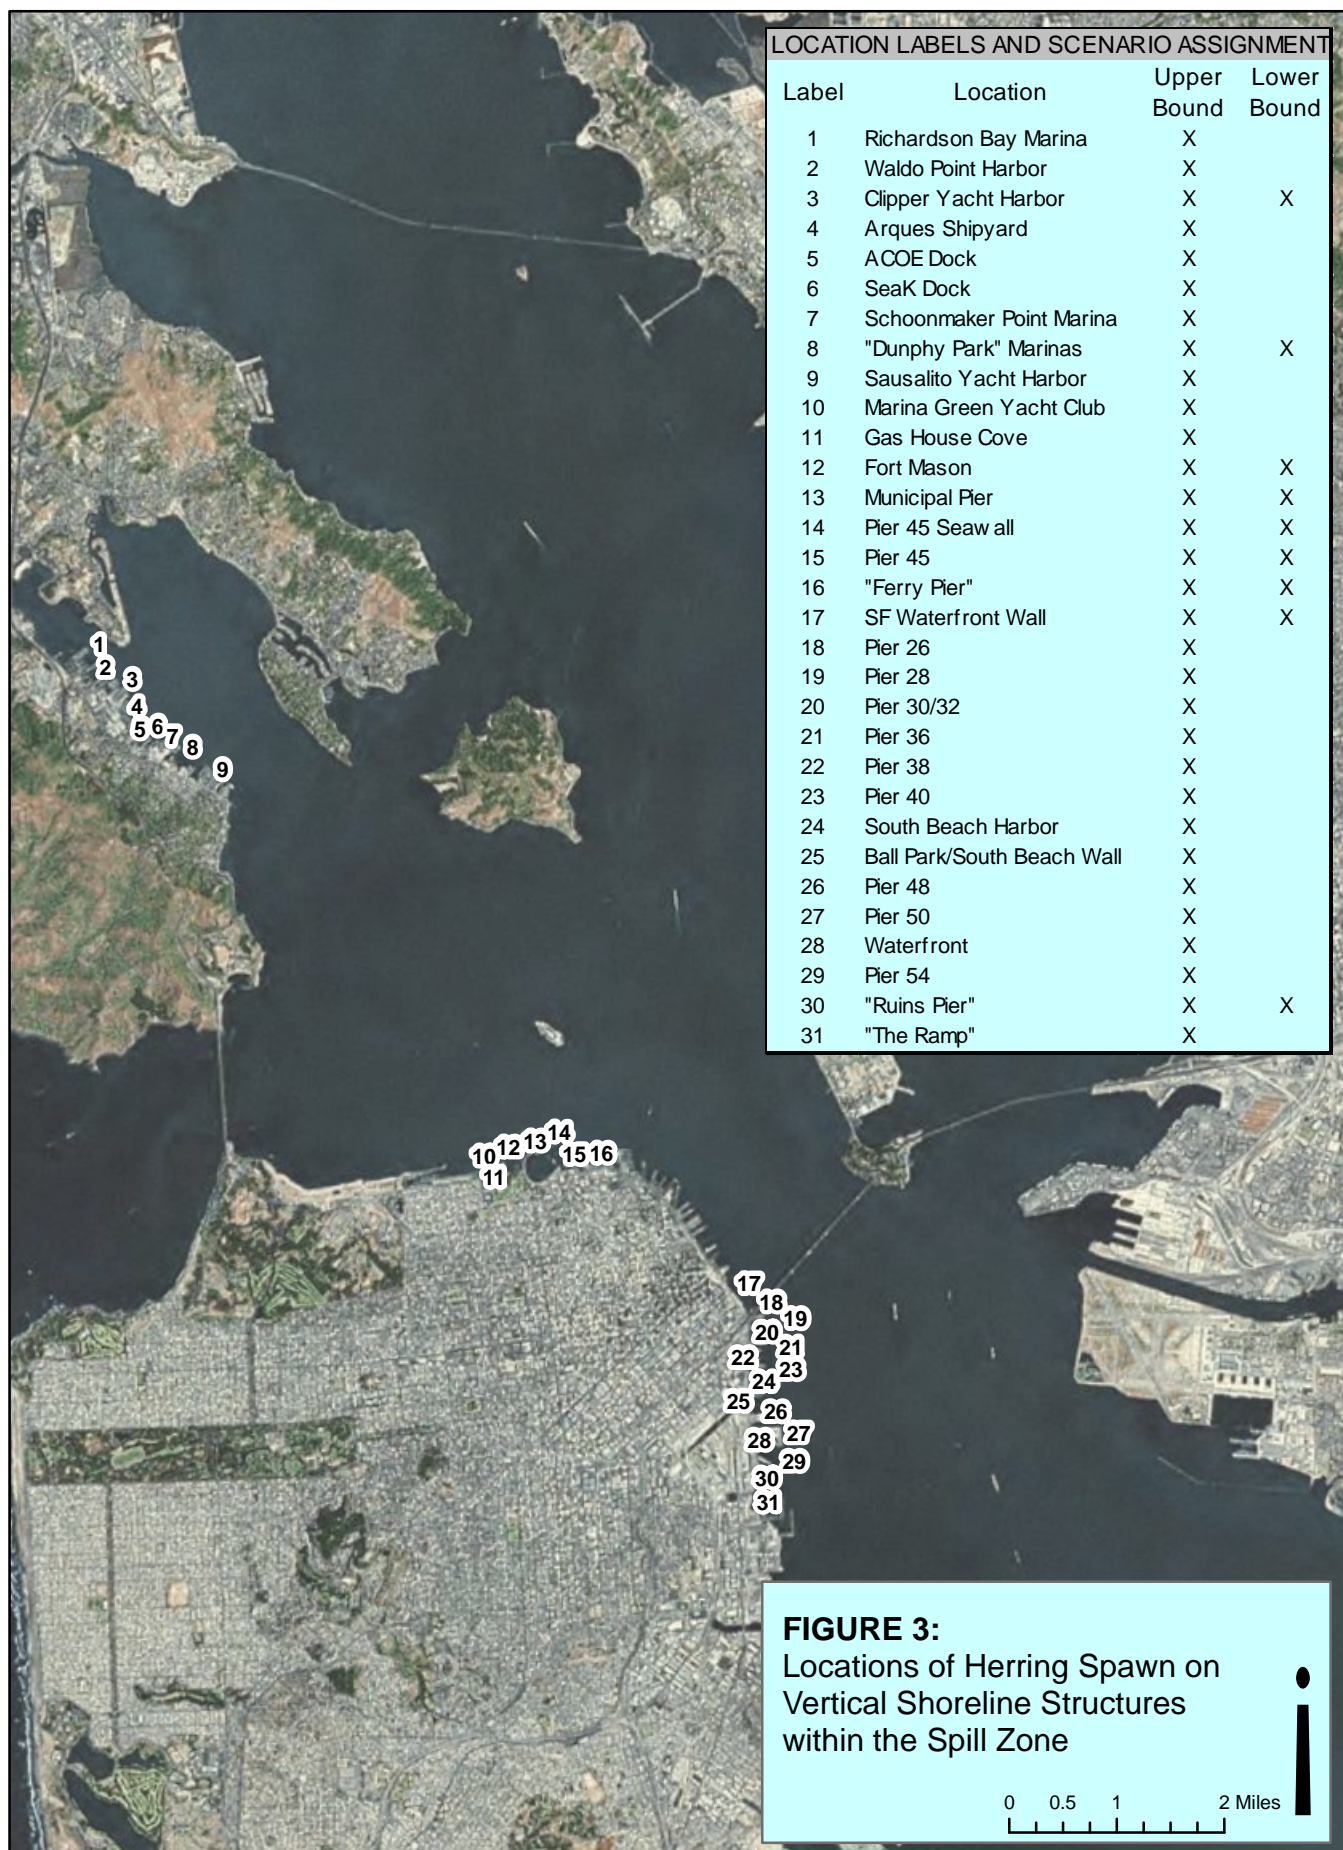 LOCATION LABELS AND SCENARIO ASSIGNMENT
Label Location Upper Bound Lower Bound
1 Richardson Bay Marina X
2 Waldo Point Harbor X
3 Clipper Yacht Harbor X X
4 Arques Shipyard X
5 ACOE Dock X
6 SeaK Dock X
7 Schoonmaker Point Marina X
8 "Dunphy Park" Marinas X X
9 Sausalito Yacht Harbor X
10 Marina Green Yacht Club X
11 Gas House Cove X
12 Fort Mason X X
13 Municipal Pier X X
14 Pier 45 Seawall X X
15 Pier 45 X X
16 "Ferry Pier" X X
17 SF Waterfront Wall X X
18 Pier 26 X
19 Pier 28 X
20 Pier 30/32 X
21 Pier 36 X
22 Pier 38 X
23 Pier 40 X
24 South Beach Harbor X
25 Ball Park/South Beach Wall X
26 Pier 48 X
27 Pier 50 X
28 Waterfront X
29 Pier 54 X
30 "Ruins Pier" X X
31 "The Ramp" X
1
2
3
4
5 6 7
8
9
10 12 13 14
11 15 16
17
18
19
20
21
22
23
24
25
26
27
28
29
30
31
FIGURE 3:
Locations of Herring Spawn on
Vertical Shoreline Structures
within the Spill Zone
0 0.5 1 2 Miles